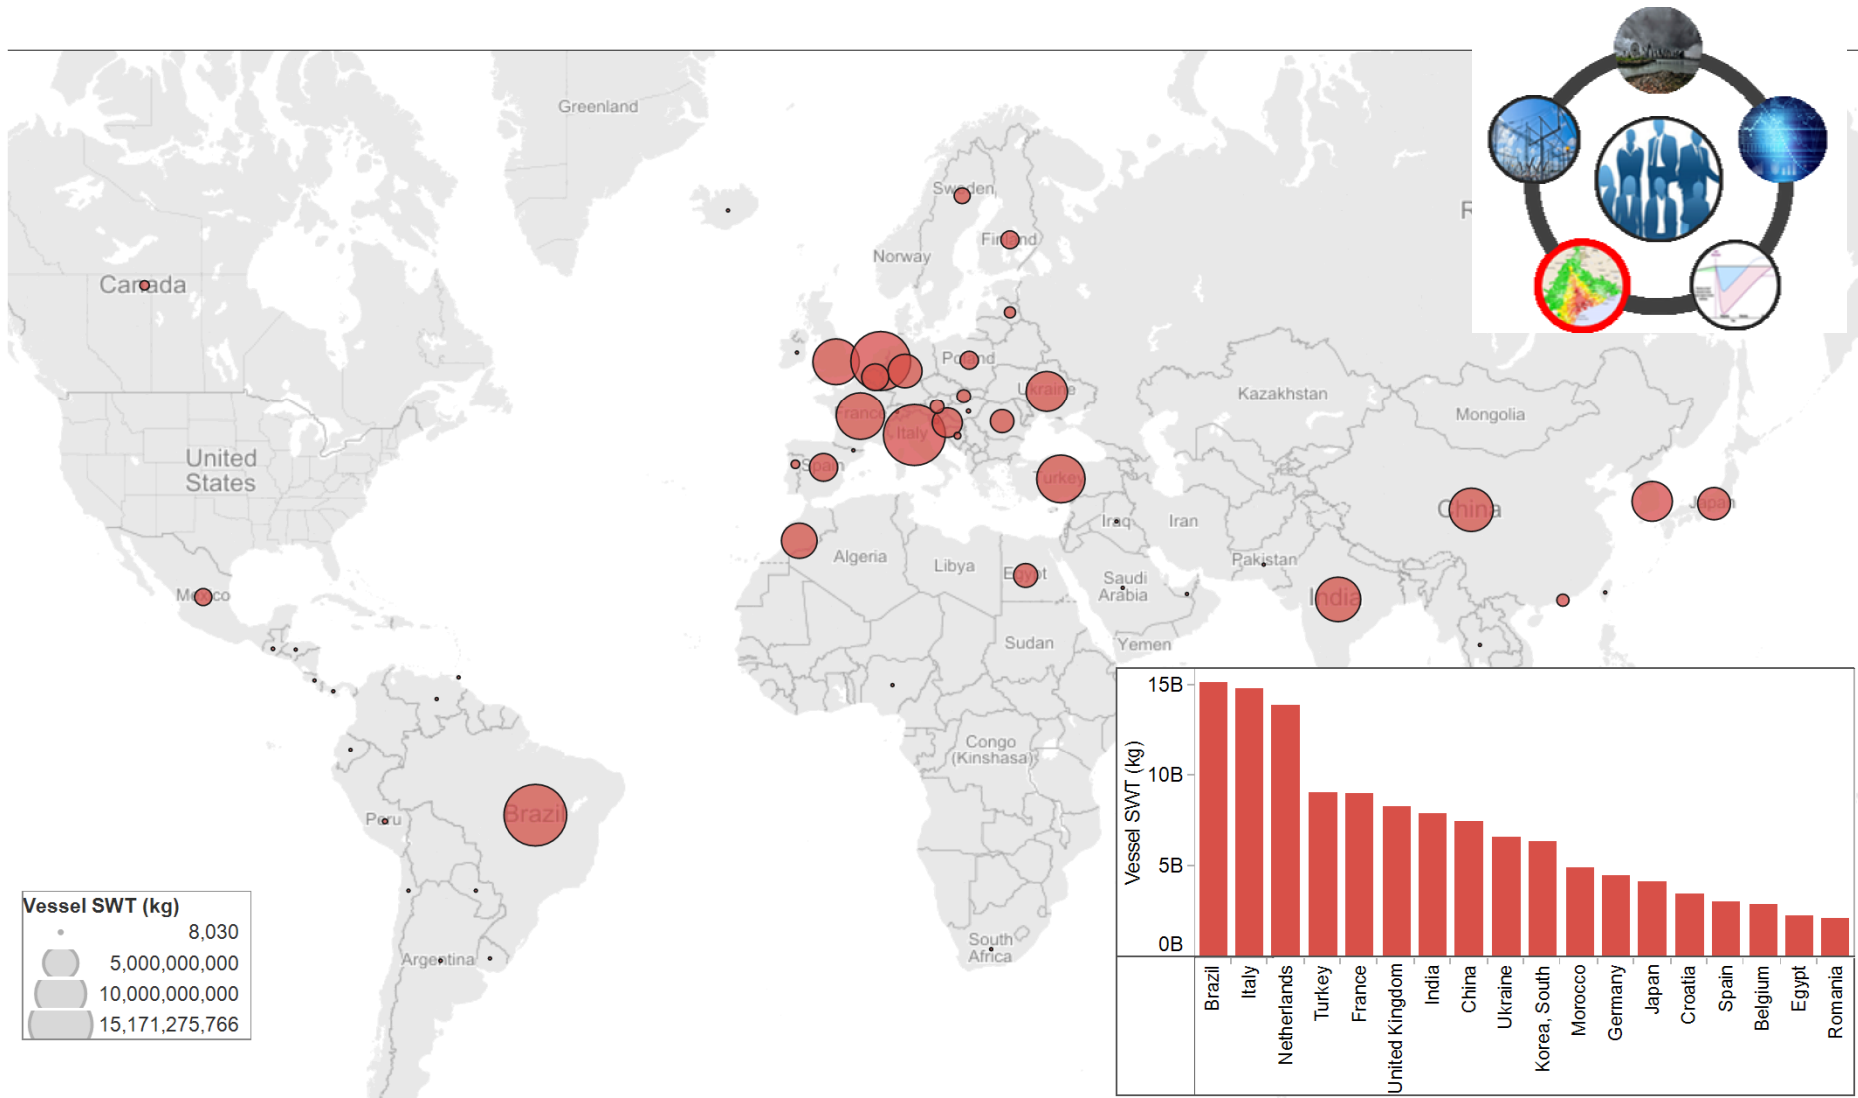 Greenland
R
Sweden
Finland
Norway
Canada
Poland
Ukraine
Kazakhstan
Mongolia
France
Italy
United
States
Spain
Turkey
China
Japan
Iraq
Iran
Algeria
Libya
Egypt
Pakistan
Saudi
Arabia
India
Mexico
Sudan
Yemen
Congo
(Kinshasa)
Brazil
Peru
South
Africa
Argentina
Vessel SWT (kg)
8,030
5,000,000,000
10,000,000,000
15,171,275,766
Vessel SWT (kg)
15B
10B
5B
0B
Brazil
Italy
Netherlands
Turkey
France
United Kingdom
India
China
Ukraine
Korea, South
Morocco
Germany
Japan
Croatia
Spain
Belgium
Egypt
Romania